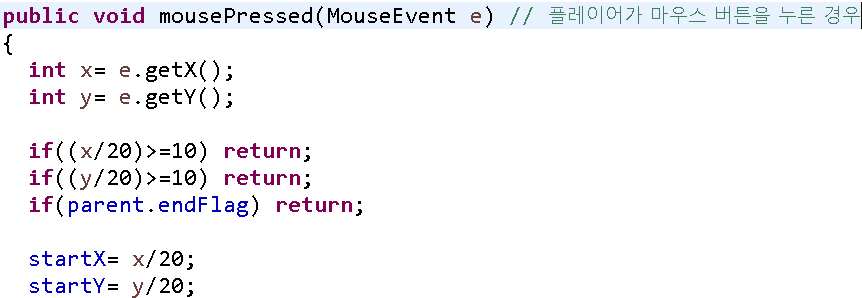 public void mousePressed(MouseEvent e) // 플레이어가 마우스 버튼을 누른 경우
{
int x= e.getX();
int y= e.getY();
if((x/20)>=10) return;
if((y/20)>=10) return;
if(parent.endFlag) return;
startX= x/20;
startY= y/20;